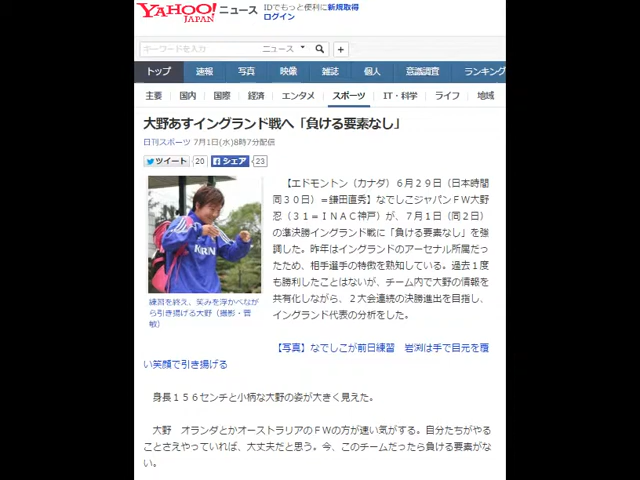 YAHOO! ニュース IDでもっと便利に新規取得
JAPAN ログイン
キーワードを入力 ニュース
トップ 速報 写真 映像 雑誌 個人 意識調査 ランキング
主要 国内 国際 経済 エンタメ スポーツ IT・科学 ライフ 地域
大野あすイングランド戦へ「負ける要素なし」
日刊スポーツ 7月1日(水)8時7分配信
ツイート 20 シェア 23
【エドモントン（カナダ）６月２９日（日本時間
同３０日）＝鎌田直秀】なでしこジャパンＦＷ大野
忍（３１＝ＩＮＡＣ神戸）が、７月１日（同２日）
の準決勝イングランド戦に「負ける要素なし」を強
調した。昨年はイングランドのアーセナル所属だっ
たため、相手選手の特徴を熟知している。過去１度
も勝利したことはないが、チーム内で大野の情報を
共有化しながら、２大会連続の決勝進出を目指し、
イングランド代表の分析をした。
練習を終え、笑みを浮かべなが
ら引き揚げる大野（撮影・菅
敏）
【写真】なでしこが前日練習　岩渕は手で目元を覆
い笑顔で引き揚げる
身長１５６センチと小柄な大野の姿が大きく見えた。
大野　オランダとかオーストラリアのＦＷの方が速い気がする。自分たちがやる
ことさえやっていれば、大丈夫だと思う。今、このチームだったら負ける要素がな
い。